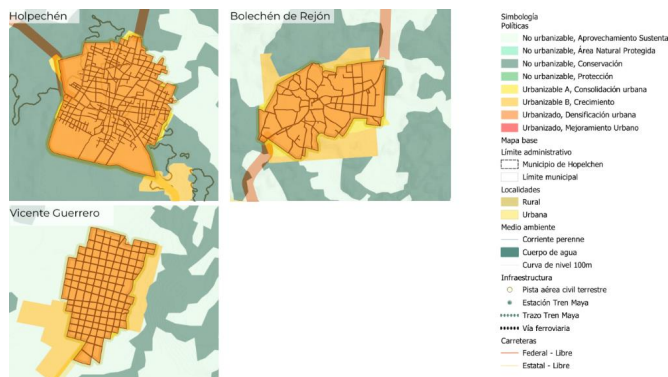 Holpechén
Bolechén de Rejón
Vicente Guerrero
Simbología
Políticas
No urbanizable, Aprovechamiento Sustenta
No urbanizable, Área Natural Protegida
No urbanizable, Conservación
No urbanizable, Protección
Urbanizable A, Consolidación urbana
Urbanizable B, Crecimiento
Urbanizado, Densificación urbana
Urbanizado, Mejoramiento Urbano
Mapa base
Límite administrativo
Municipio de Hopelchen
Límite municipal
Localidades
Rural
Urbana
Medio ambiente
Corriente perenne
Cuerpo de agua
Curva de nivel 100m
Infraestructura
Pista aérea civil terrestre
Estación Tren Maya
Trazo Tren Maya
Vía ferroviaria
Carreteras
Federal - Libre
Estatal - Libre